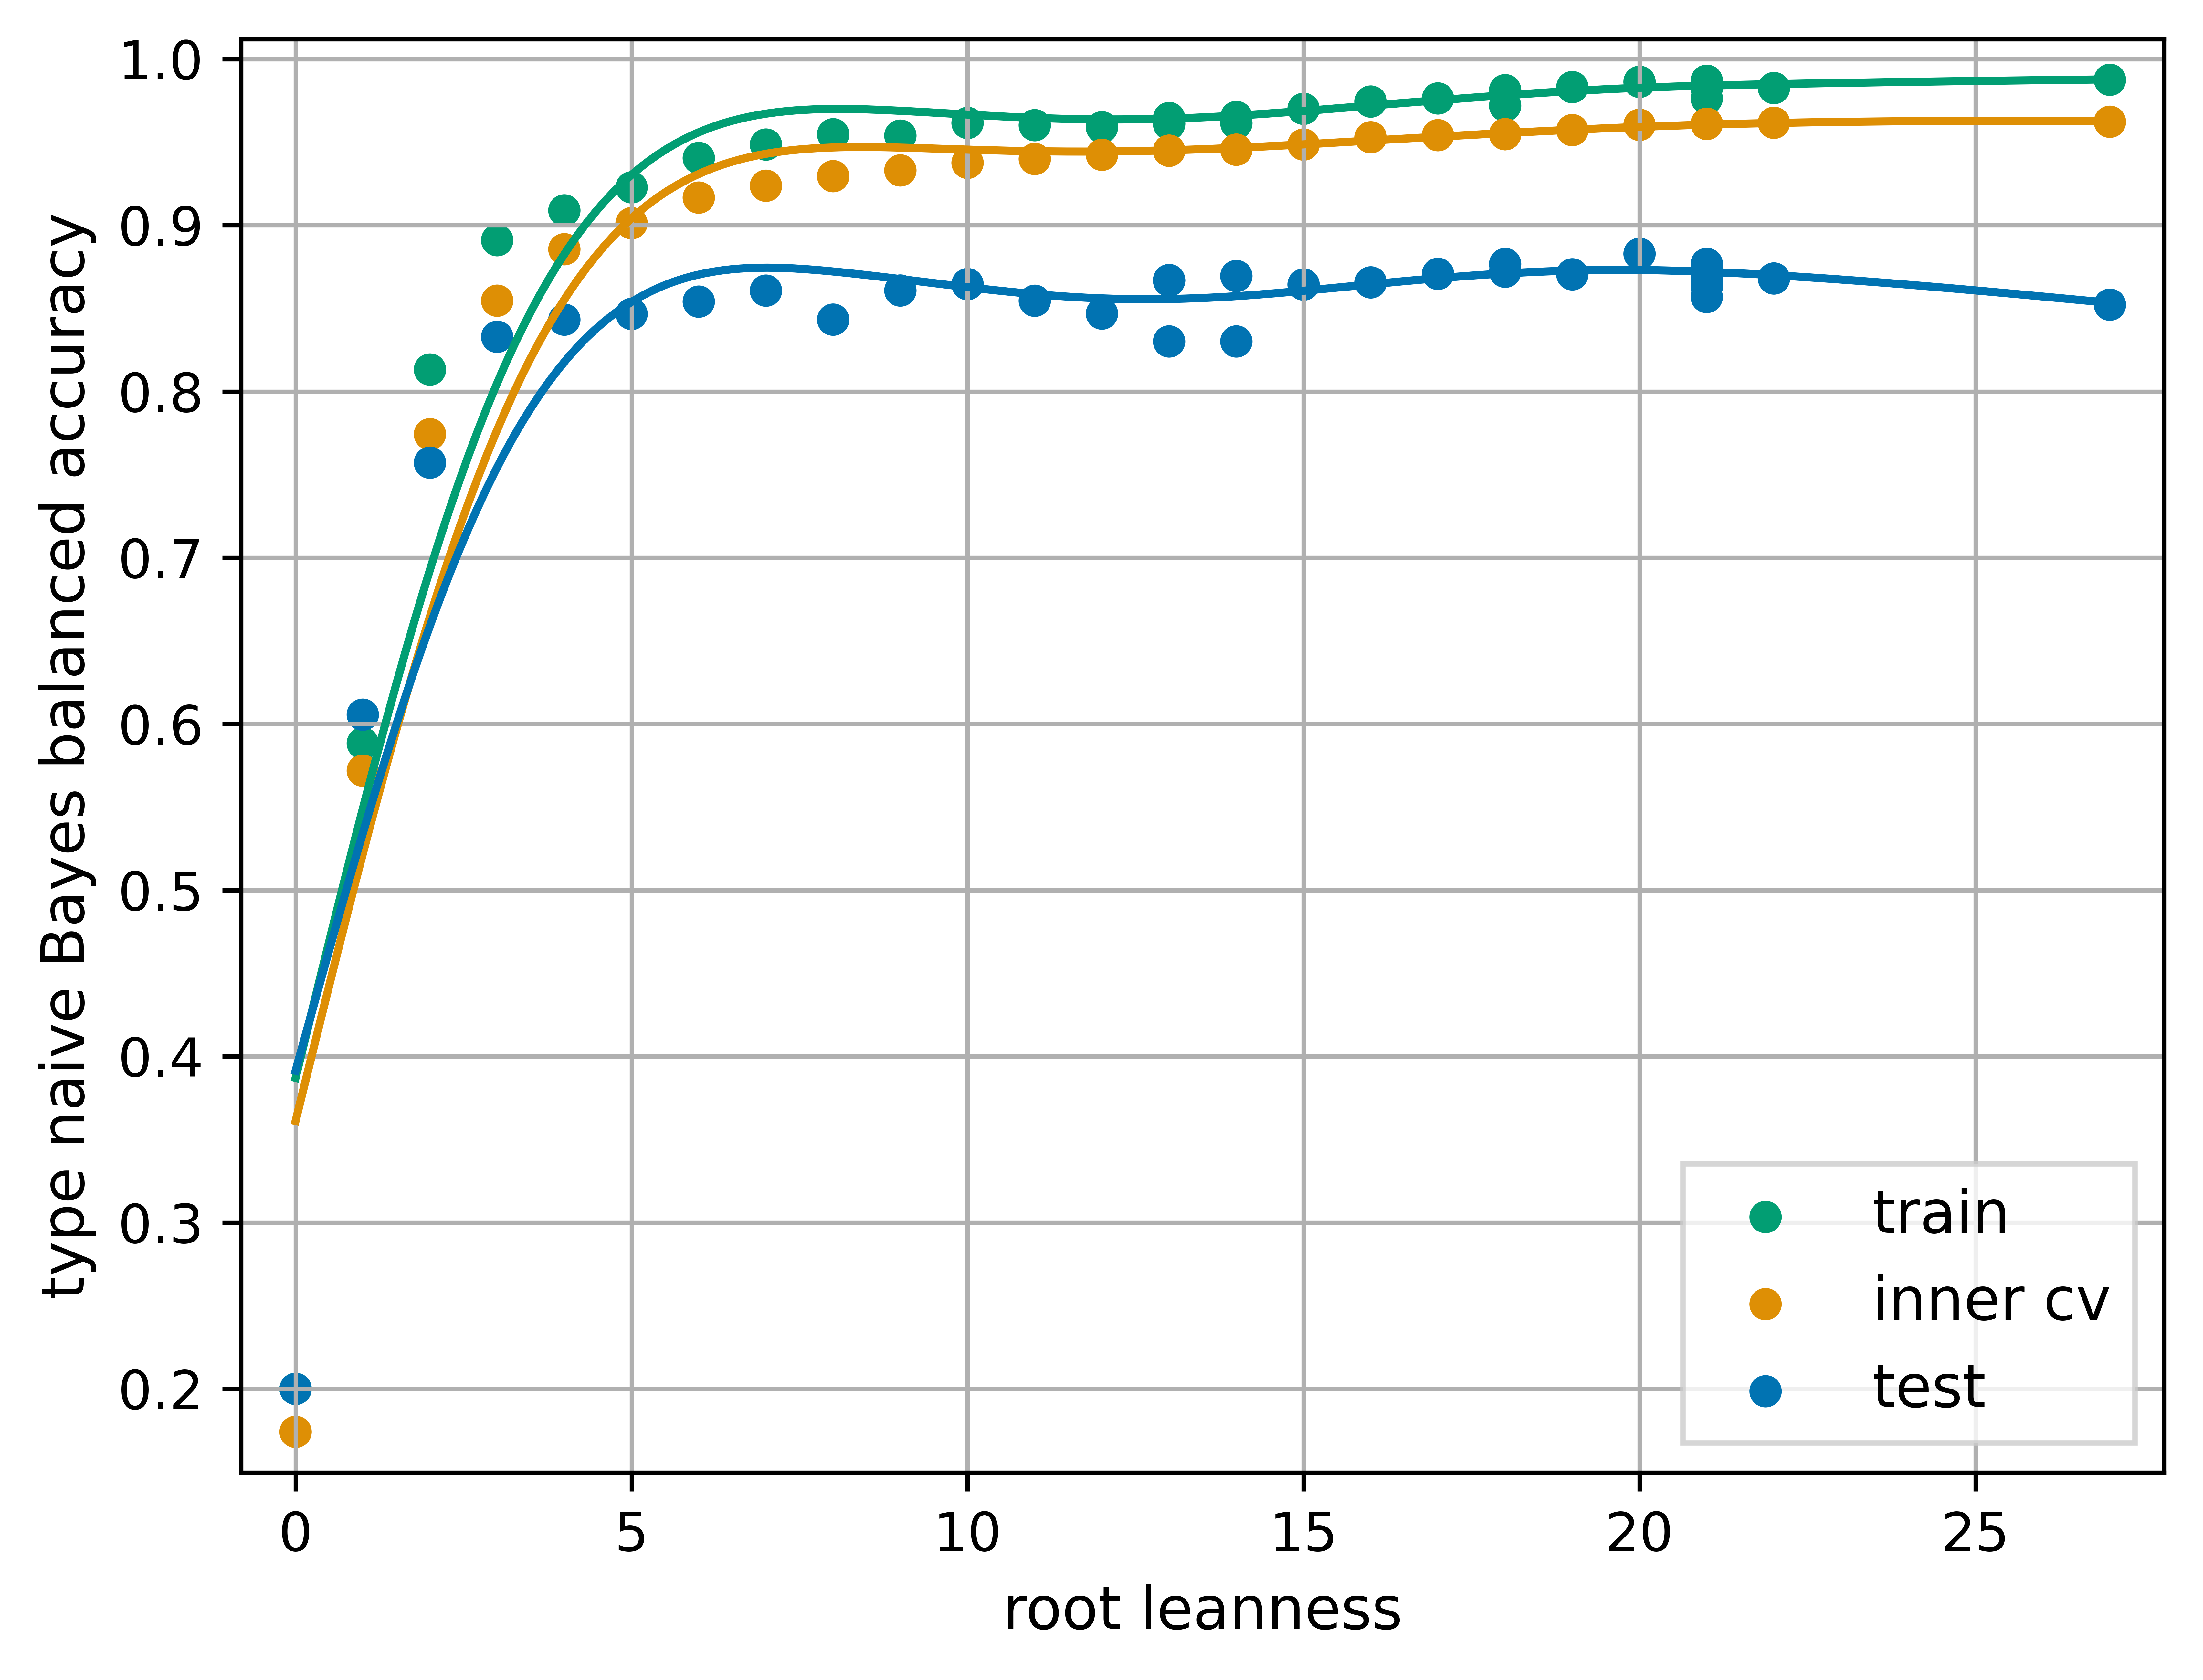 type naive Bayes balanced accuracy
1.0
0.9
0.8
0.7
0.6
0.5
0.4
0.3
0.2
train
inner cv
test
0 5 10 15 20 25
root leanness